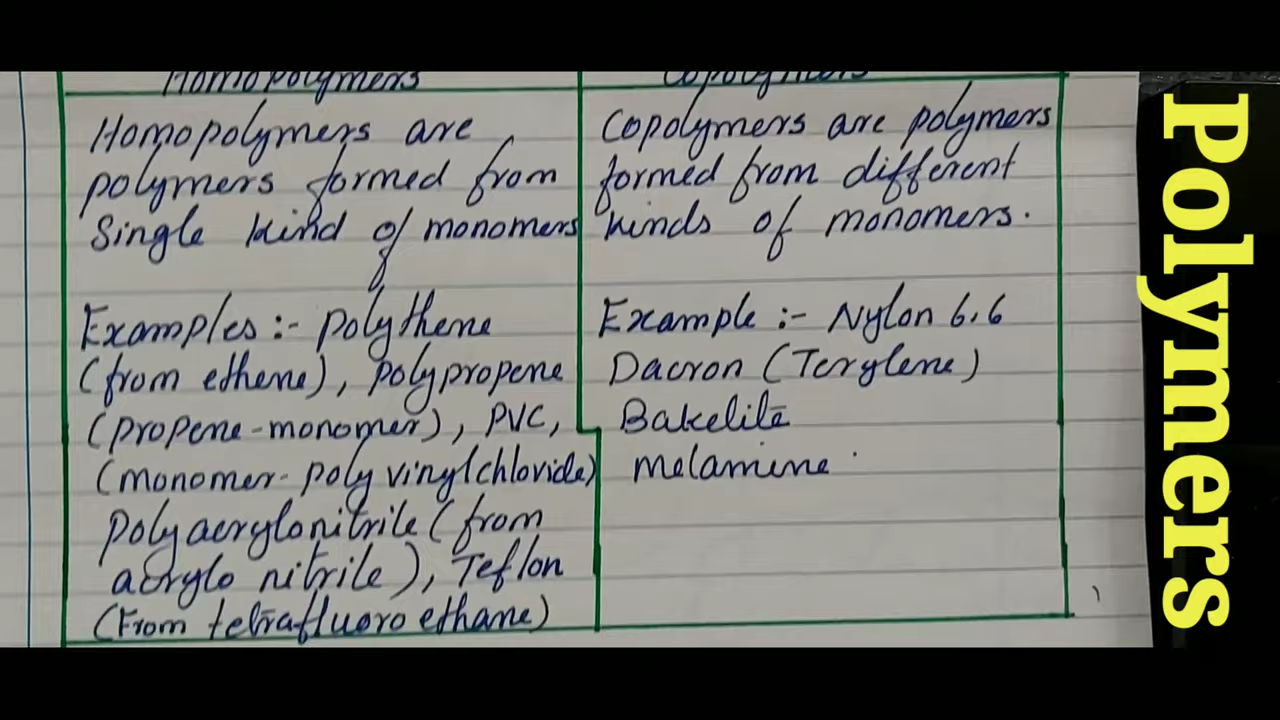 Homopolymers
Copolymers
Homopolymers are
polymers formed from
Single kind of monomers
Examples :- polythene
(from ethene), polypropene
(propene-monomer), PVC,
(monomer- poly vinylchloride)
polyacrylonitrile (from
acrylo nitrile), Teflon
(From tetrafluoro ethane)
Copolymers are polymers
formed from different
kinds of monomers.
Example :- Nylon 6,6
Dacron (Terylene)
Bakelite
Melamine
Polymers